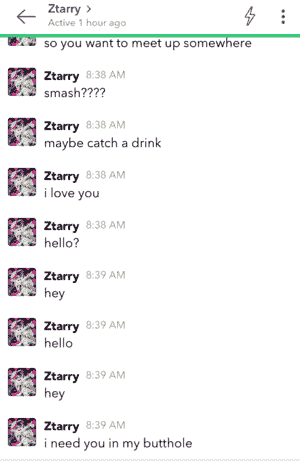 Ztarry >
Active 1 hour ago
so you want to meet up somewhere
Ztarry 8:38 AM
smash????
Ztarry 8:38 AM
maybe catch a drink
Ztarry 8:38 AM
i love you
Ztarry 8:38 AM
hello?
Ztarry 8:39 AM
hey
Ztarry 8:39 AM
hello
Ztarry 8:39 AM
hey
Ztarry 8:39 AM
i need you in my butthole